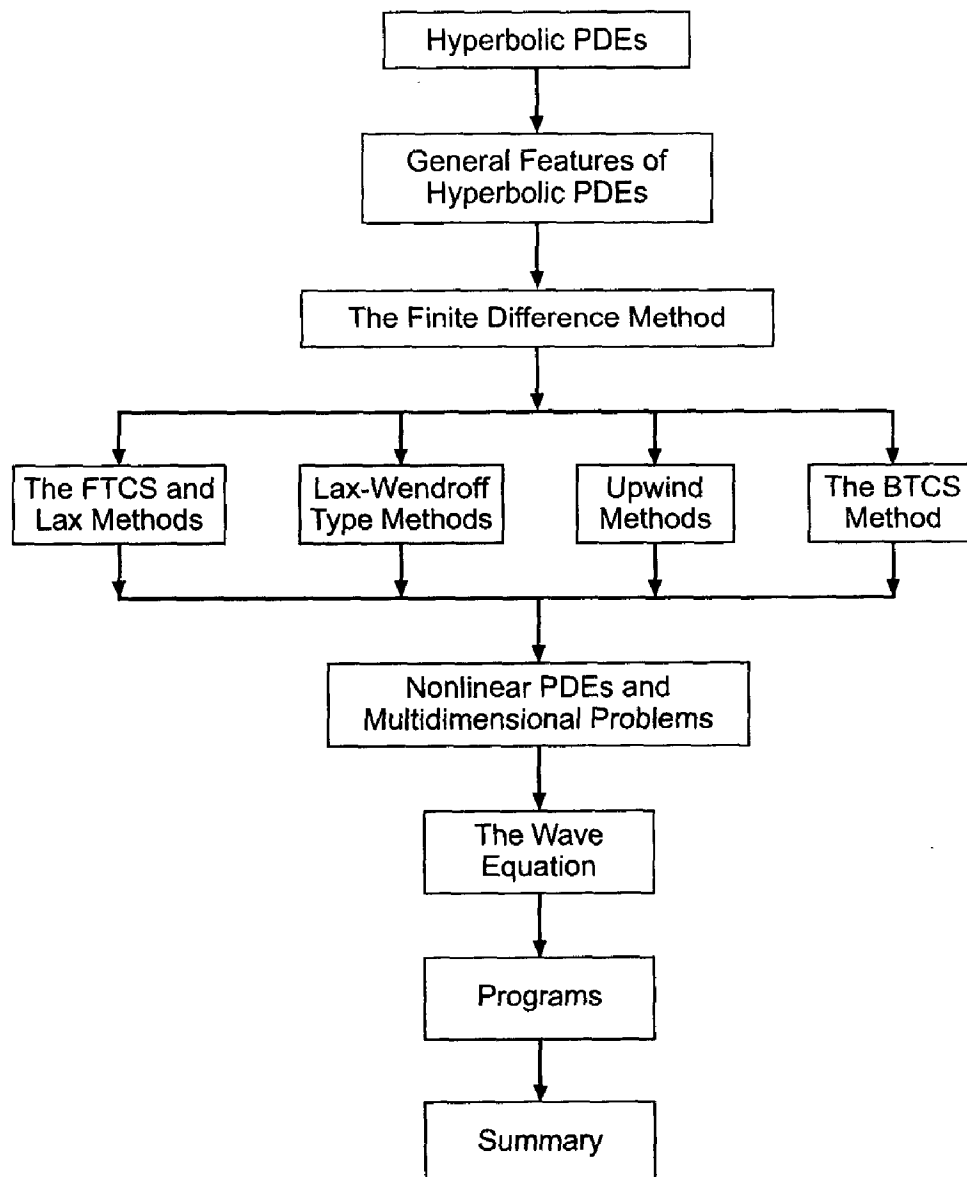 Hyperbolic PDEs
General Features of
Hyperbolic PDEs
The Finite Difference Method
The FTCS and
Lax Methods
Lax-Wendroff
Type Methods
Upwind
Methods
The BTCS
Method
Nonlinear PDEs and
Multidimensional Problems
The Wave
Equation
Programs
Summary